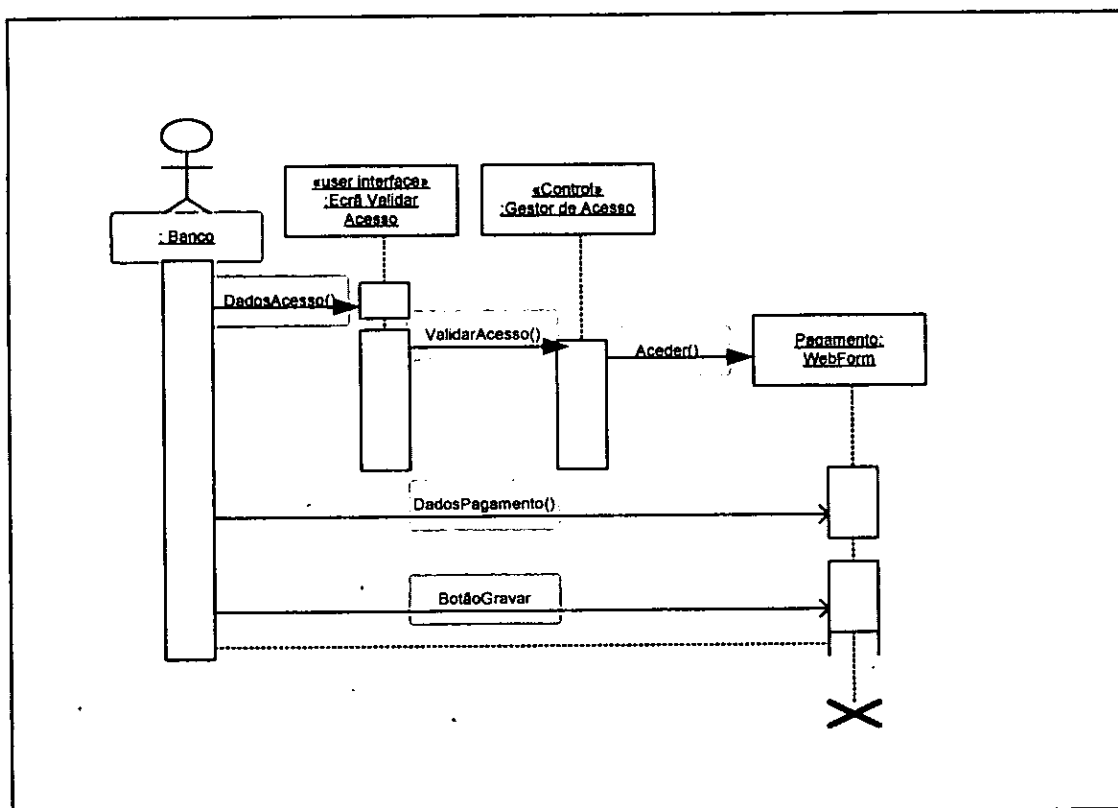 «user interface»
:Ecrã Validar
Acesso
«Control»
:Gestor de Acesso
: Banco
DadosAcesso()
ValidarAcesso()
Aceder()
Pagamento:
WebForm
DadosPagamento()
BotãoGravar